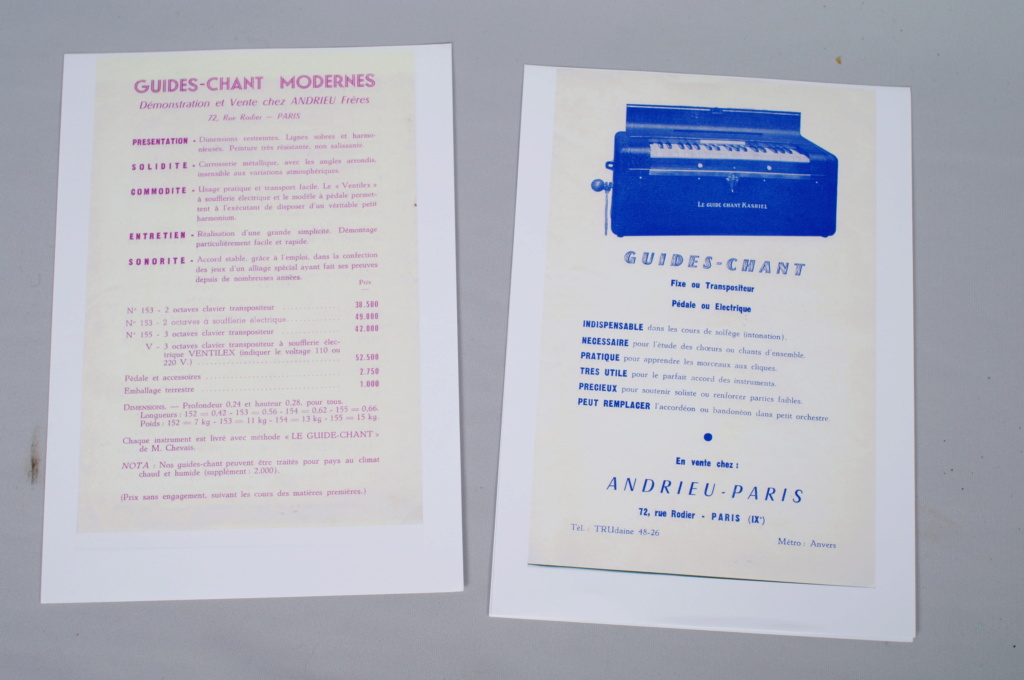 GUIDES-CHANT MODERNES
Démonstration et Vente chez ANDRIEU Frères
72, Rue Rodier — PARIS
PRESENTATION - Dimensions restreintes. Lignes sobres et harmo-
nieuses. Peinture très résistante, non salissante.
SOLIDITE - Carrosserie métallique, avec les angles arrondis,
insensible aux variations atmosphériques.
COMMODITE - Usage pratique et transport facile. Le « Ventilex »
à soufflerie électrique et le modèle à pédale permet-
tent à l'exécutant de disposer d'un véritable petit
harmonium.
ENTRETIEN - Réalisation d'une grande simplicité. Démontage
particulièrement facile et rapide.
SONORITE - Accord stable, grâce à l'emploi, dans la confection
des jeux d'un alliage spécial ayant fait ses preuves
depuis de nombreuses années.
Prix
N° 153 - 2 octaves clavier transpositeur 38.500
N° 153 - 2 octaves à soufflerie électrique 49.800
N° 155 - 3 octaves clavier transpositeur 42.800
V - 3 octaves clavier transpositeur à soufflerie élec-
trique VENTILEX (indiquer le voltage 110 ou
220 V.) 52.500
Pédale et accessoires 2.750
Emballage terrestre 1.000
DIMENSIONS. — Profondeur 0,24 et hauteur 0,28, pour tous.
Longueurs : 152 = 0,42 - 153 = 0,56 - 154 = 0,62 - 155 = 0,66.
Poids : 152 = 7 kg - 153 = 11 kg - 154 = 13 kg - 155 = 15 kg.
Chaque instrument est livré avec méthode « LE GUIDE-CHANT »
de M. Chevais.
NOTA : Nos guides-chant peuvent être traités pour pays au climat
chaud et humide (supplément : 2.000).
(Prix sans engagement, suivant les cours des matières premières.)
LE GUIDE CHANT KASRIEL
GUIDES-CHANT
Fixe ou Transpositeur
Pédale ou Electrique
INDISPENSABLE dans les cours de solfège (intonation).
NECESSAIRE pour l'étude des chœurs ou chants d'ensemble.
PRATIQUE pour apprendre les morceaux aux cliques.
TRES UTILE pour le parfait accord des instruments.
PRECIEUX pour soutenir soliste ou renforcer parties faibles.
PEUT REMPLACER l'accordéon ou bandonéon dans petit orchestre.
En vente chez :
ANDRIEU-PARIS
72, rue Rodier - PARIS (IXe)
Tél. : TRUdaine 48-26
Métro : Anvers